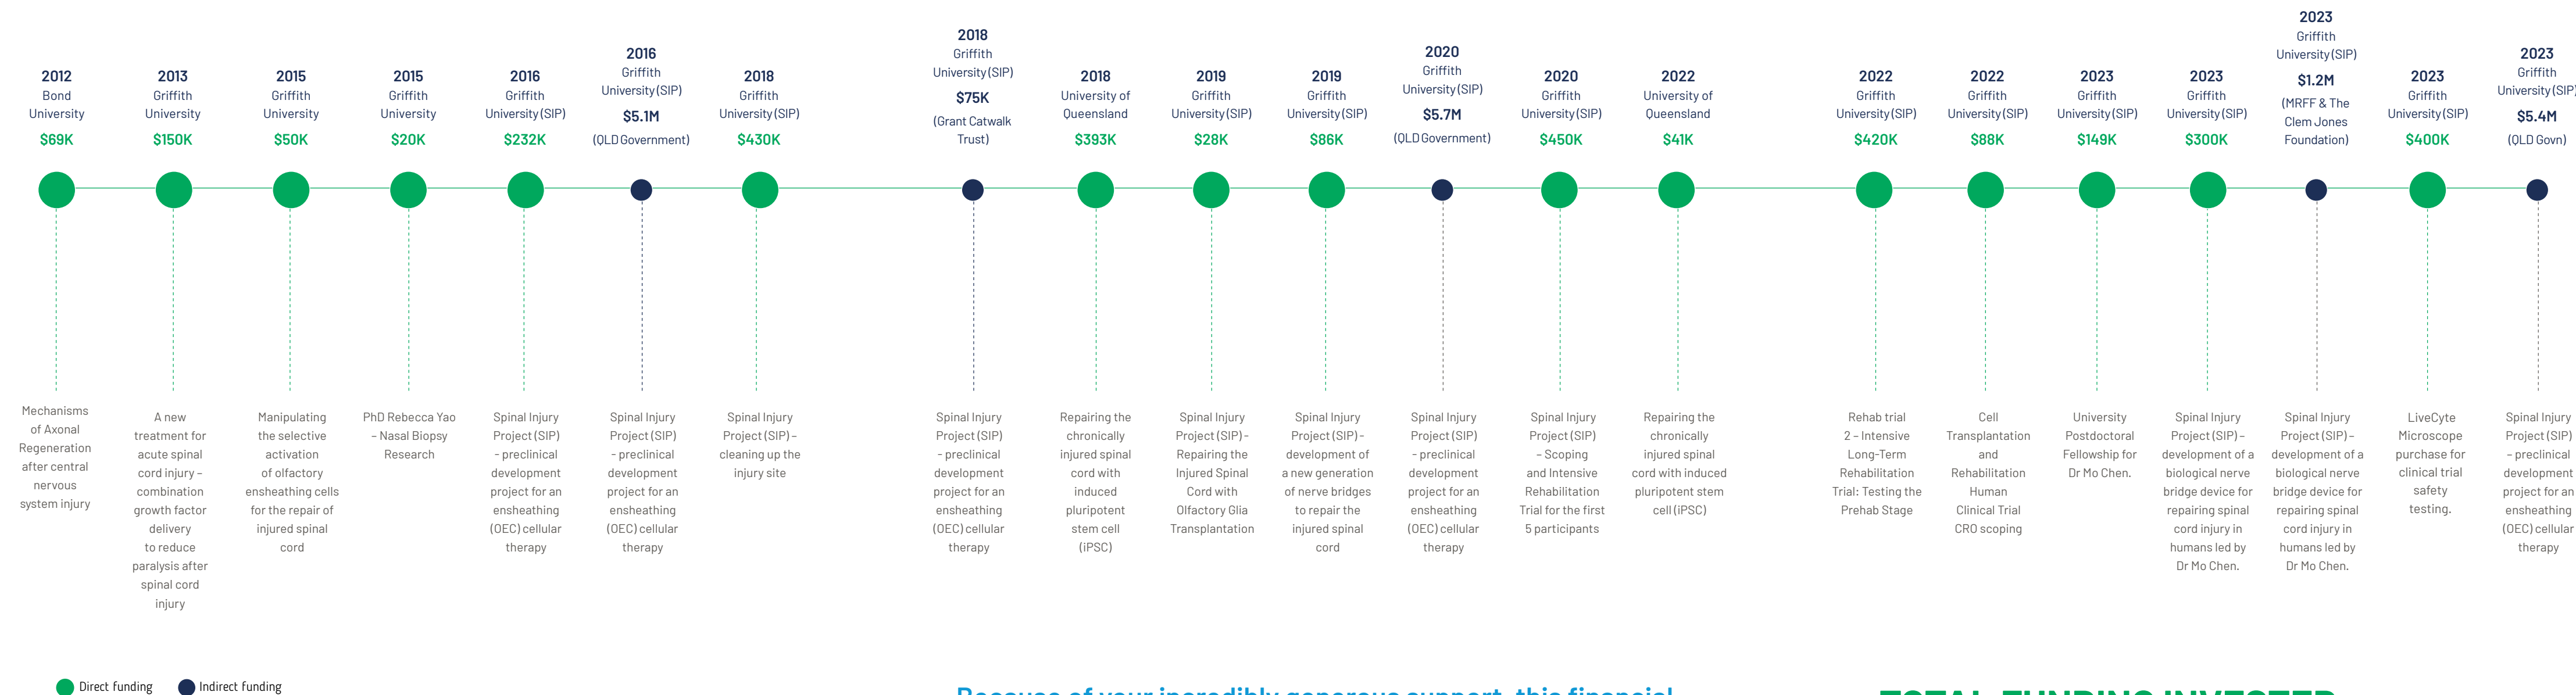 2012
Bond
University
$69K
Mechanisms
of Axonal
Regeneration
after central
nervous
system injury
2013
Griffith
University
$150K
A new
treatment for
acute spinal
cord injury –
combination
growth factor
delivery
to reduce
paralysis after
spinal cord
injury
2015
Griffith
University
$50K
Manipulating
the selective
activation
of olfactory
ensheathing cells
for the repair of
injured spinal
cord
2015
Griffith
University
$20K
PhD Rebecca Yao
– Nasal Biopsy
Research
2016
Griffith
University (SIP)
$232K
Spinal Injury
Project (SIP)
- preclinical
development
project for an
ensheathing
(OEC) cellular
therapy
2016
Griffith
University (SIP)
$5.1M
(QLD Government)
Spinal Injury
Project (SIP)
- preclinical
development
project for an
ensheathing
(OEC) cellular
therapy
2018
Griffith
University (SIP)
$430K
Spinal Injury
Project (SIP) –
cleaning up the
injury site
2018
Griffith
University (SIP)
$75K
(Grant Catwalk
Trust)
Spinal Injury
Project (SIP)
- preclinical
development
project for an
ensheathing
(OEC) cellular
therapy
2018
University of
Queensland
$393K
Repairing the
chronically
injured spinal
cord with
induced
pluripotent
stem cell
(iPSC)
2019
Griffith
University (SIP)
$28K
Spinal Injury
Project (SIP) -
Repairing the
Injured Spinal
Cord with
Olfactory Glia
Transplantation
2019
Griffith
University (SIP)
$86K
Spinal Injury
Project (SIP) -
development of
a new generation
of nerve bridges
to repair the
injured spinal
cord
2020
Griffith
University (SIP)
$5.7M
(QLD Government)
Spinal Injury
Project (SIP)
- preclinical
development
project for an
ensheathing
(OEC) cellular
therapy
2020
Griffith
University (SIP)
$450K
Spinal Injury
Project (SIP)
– Scoping
and Intensive
Rehabilitation
Trial for the first
5 participants
2022
University of
Queensland
$41K
Repairing the
chronically
injured spinal
cord with induced
pluripotent stem
cell (iPSC)
2022
Griffith
University (SIP)
$420K
Rehab trial
2 – Intensive
Long-Term
Rehabilitation
Trial: Testing the
Prehab Stage
2022
Griffith
University (SIP)
$88K
Cell
Transplantation
and
Rehabilitation
Human
Clinical Trial
CRO scoping
2023
Griffith
University (SIP)
$149K
University
Postdoctoral
Fellowship for
Dr Mo Chen.
2023
Griffith
University (SIP)
$300K
Spinal Injury
Project (SIP) –
development of a
biological nerve
bridge device for
repairing spinal
cord injury in
humans led by
Dr Mo Chen.
2023
Griffith
University (SIP)
$1.2M
(MRFF & The
Clem Jones
Foundation)
Spinal Injury
Project (SIP) –
development of a
biological nerve
bridge device for
repairing spinal
cord injury in
humans led by
Dr Mo Chen.
2023
Griffith
University (SIP)
$400K
LiveCyte
Microscope
purchase for
clinical trial
safety
testing.
2023
Griffith
University (SIP)
$5.4M
(QLD Govn)
Spinal Injury
Project (SIP)
– preclinical
development
project for an
ensheathing
(OEC) cellular
therapy
Direct funding
Indirect funding
Because of your incredibly generous support, this financial
TOTAL FUNDING INVESTED